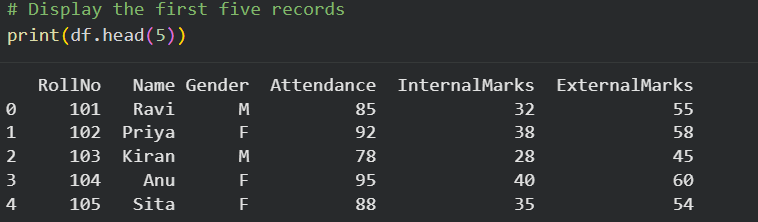 # Display the first five records
print(df.head(5))
RollNo Name Gender Attendance InternalMarks ExternalMarks
0 101 Ravi M 85 32 55
1 102 Priya F 92 38 58
2 103 Kiran M 78 28 45
3 104 Anu F 95 40 60
4 105 Sita F 88 35 54